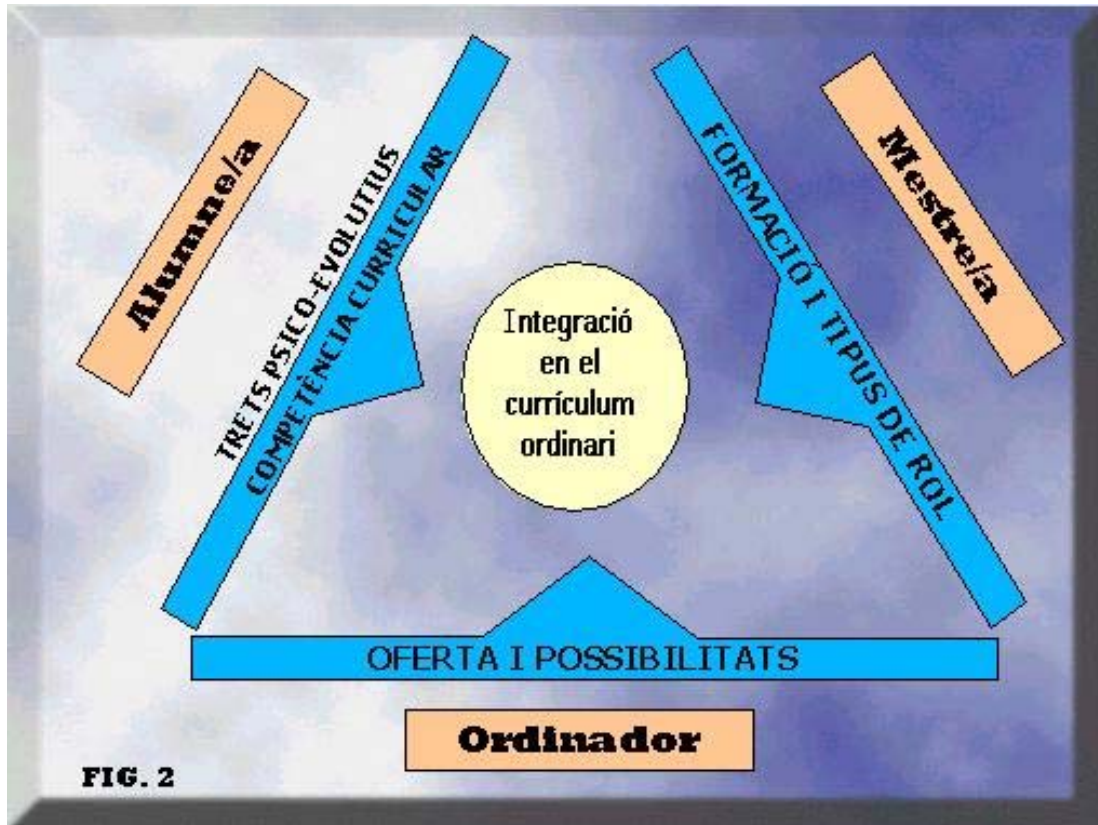 Alumne/a
TRETS PSICO-EVOLUTIUS
COMPETÈNCIA CURRICULAR
FORMACIÓ I TIPUS DE ROL
Mestre/a
Integració
en el
currículum
ordinari
OFERTA I POSSIBILITATS
Ordinador
FIG. 2